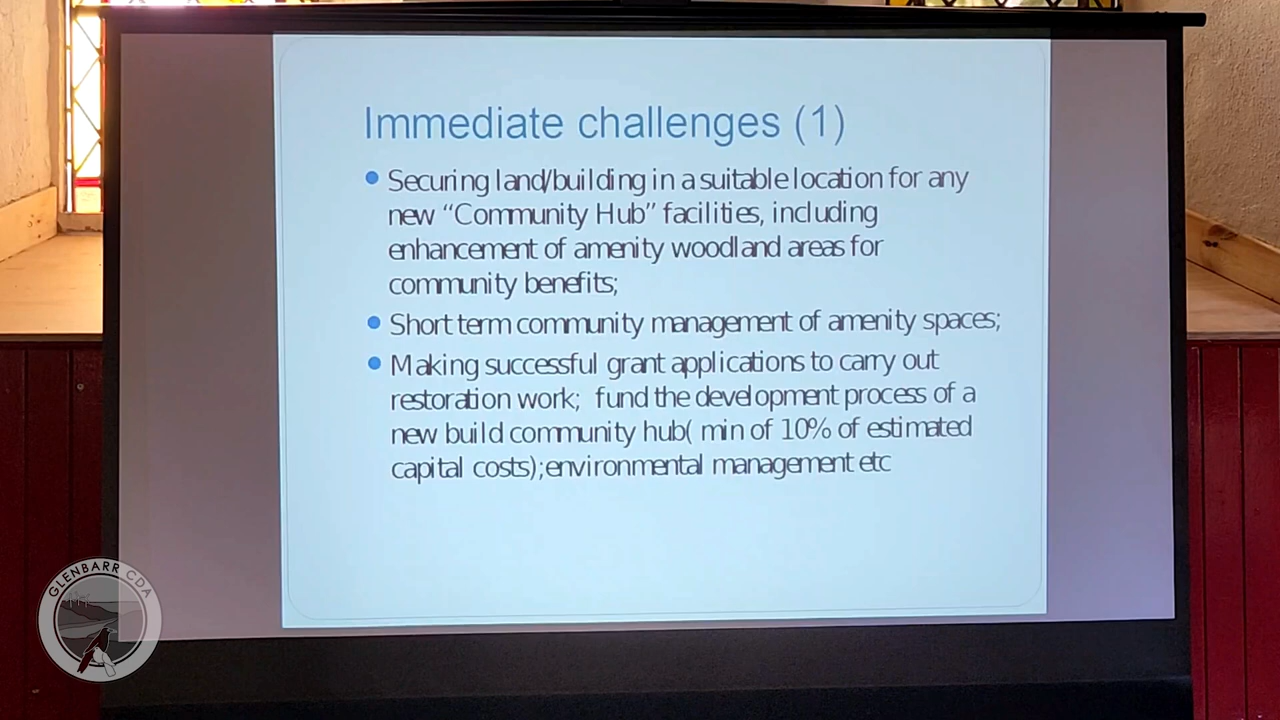 Immediate challenges (1)
• Securing land/building in a suitable location for any
new “Community Hub” facilities, including
enhancement of amenity woodland areas for
community benefits;
• Short term community management of amenity spaces;
• Making successful grant applications to carry out
restoration work; fund the development process of a
new build community hub( min of 10% of estimated
capital costs);environmental management etc
GLENBARR CDA